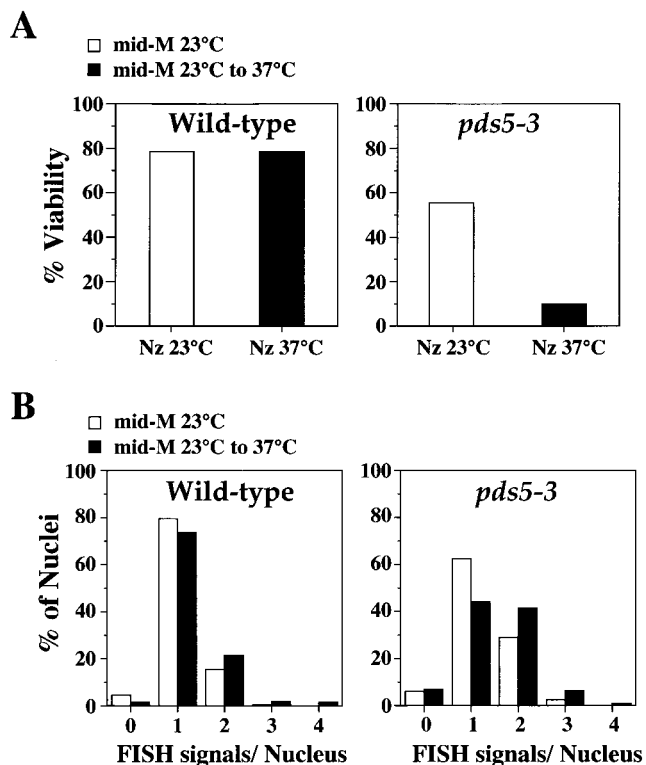 A
mid-M 23°C
mid-M 23°C to 37°C
Wild-type
pds5-3
% Viability
100
80
60
40
20
0
Nz 23°C
Nz 37°C
100
80
60
40
20
0
Nz 23°C
Nz 37°C
B
mid-M 23°C
mid-M 23°C to 37°C
Wild-type
pds5-3
% of Nuclei
100
80
60
40
20
0
0 1 2 3 4
FISH signals/ Nucleus
100
80
60
40
20
0
0 1 2 3 4
FISH signals/ Nucleus